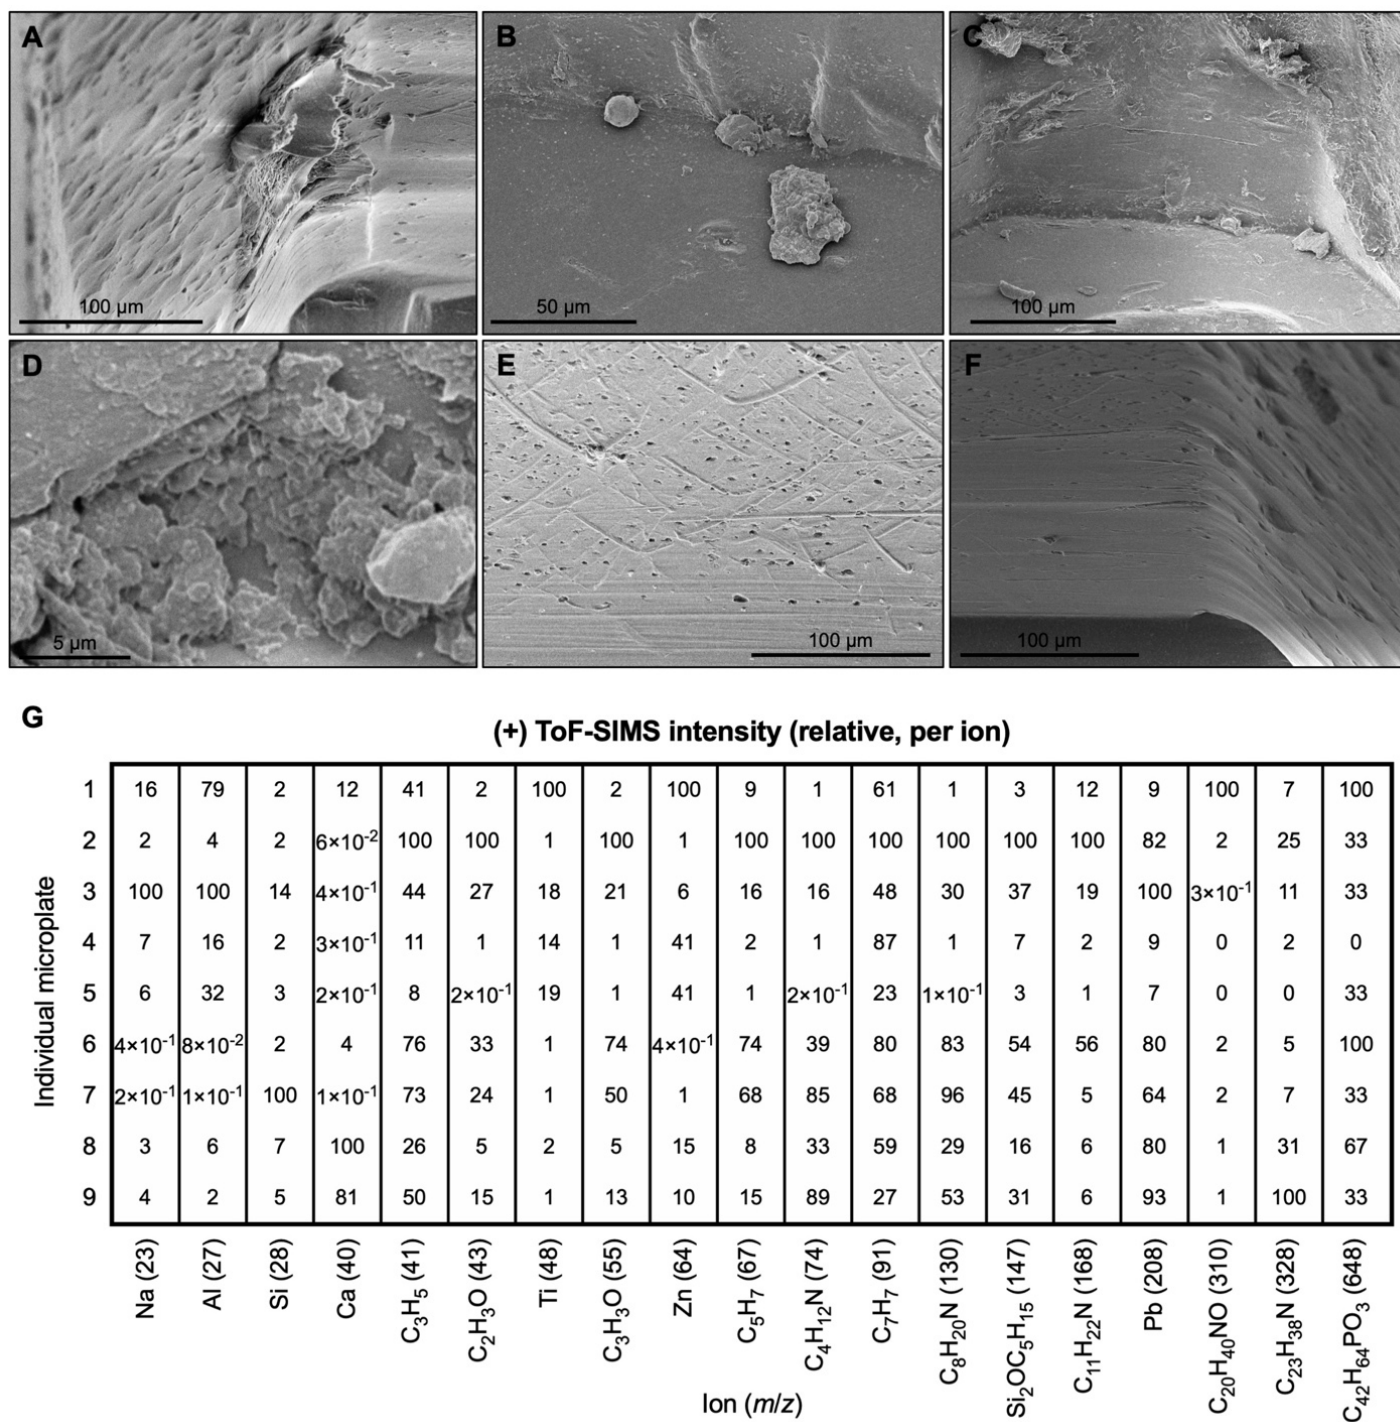 A
B
C
100 µm
50 µm
100 µm
D
E
F
5 µm
100 µm
100 µm
G
(+) ToF-SIMS intensity (relative, per ion)
1 16 79 2 12 41 2 100 2 100 9 1 61 1 3 12 9 100 7 100
2 2 4 2 6×10⁻² 100 100 1 100 1 100 100 100 100 100 100 82 2 25 33
3 100 100 14 4×10⁻¹ 44 27 18 21 6 16 16 48 30 37 19 100 3×10⁻¹ 11 33
4 7 16 2 3×10⁻¹ 11 1 14 1 41 2 1 87 1 7 2 9 0 2 0
5 6 32 3 2×10⁻¹ 8 2×10⁻¹ 19 1 41 1 2×10⁻¹ 23 1×10⁻¹ 3 1 7 0 0 33
6 4×10⁻¹ 8×10⁻² 2 4 76 33 1 74 4×10⁻¹ 74 39 80 83 54 56 80 2 5 100
7 2×10⁻¹ 1×10⁻¹ 100 1×10⁻¹ 73 24 1 50 1 68 85 68 96 45 5 64 2 7 33
8 3 6 7 100 26 5 2 5 15 8 33 59 29 16 6 80 1 31 67
9 4 2 5 81 50 15 1 13 10 15 89 27 53 31 6 93 1 100 33
Individual microplate
Na (23)
Al (27)
Si (28)
Ca (40)
C₃H₅ (41)
C₂H₃O (43)
Ti (48)
C₃H₃O (55)
Zn (64)
C₅H₇ (67)
C₄H₁₂N (74)
C₇H₇ (91)
C₈H₂₀N (130)
Si₂OC₅H₁₅ (147)
C₁₁H₂₂N (168)
Pb (208)
C₂₀H₄₀NO (310)
C₂₃H₃₈N (328)
C₄₂H₆₄PO₃ (648)
Ion (m/z)